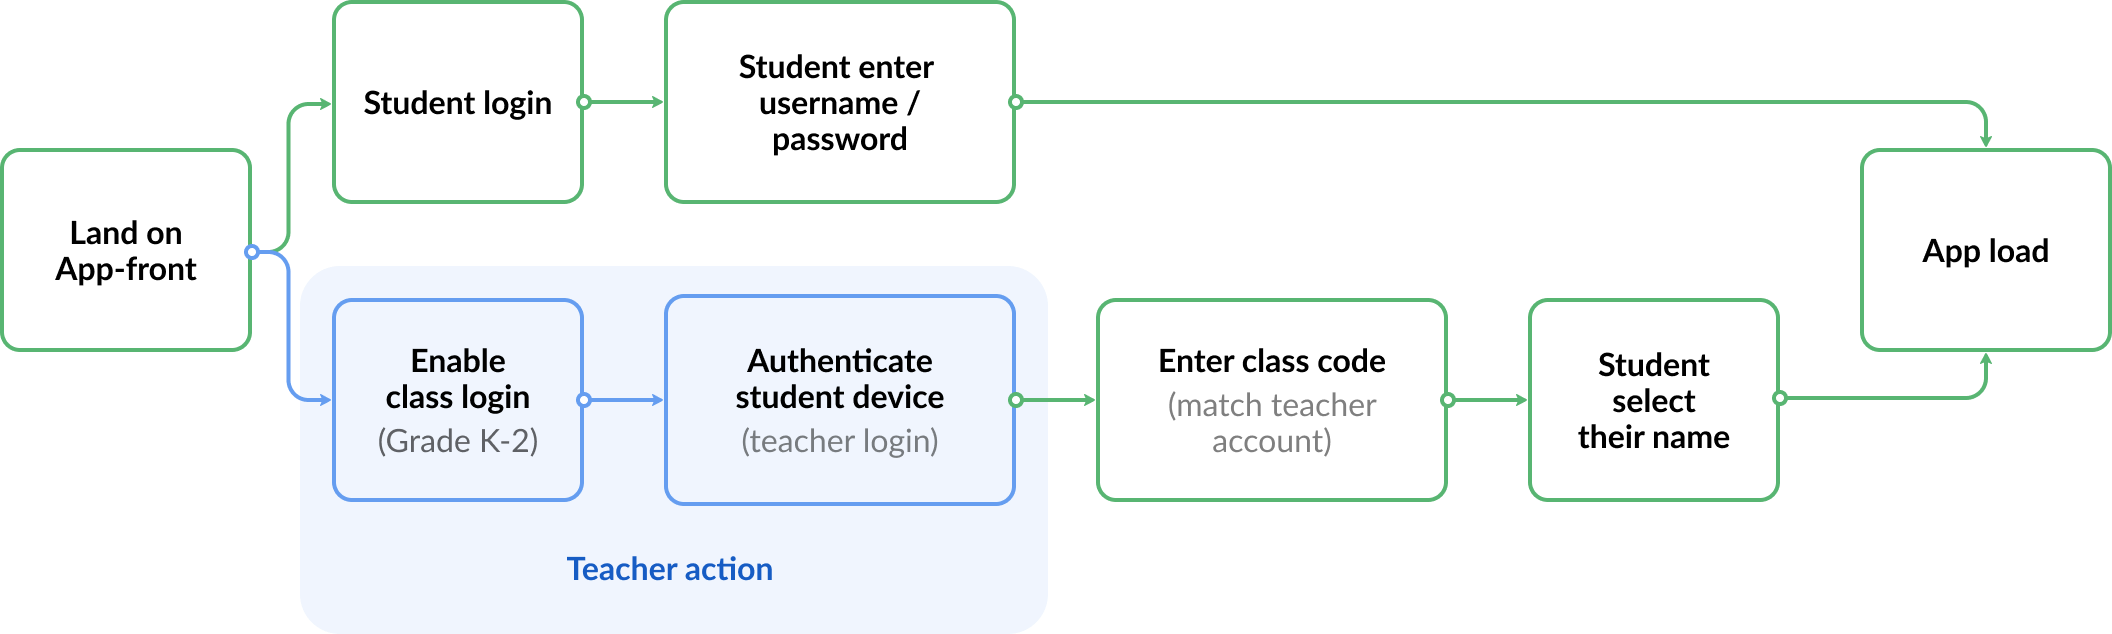 Land on
App-front
Student login
Student enter
username /
password
Enable
class login
(Grade K-2)
Authenticate
student device
(teacher login)
Teacher action
Enter class code
(match teacher
account)
Student
select
their name
App load